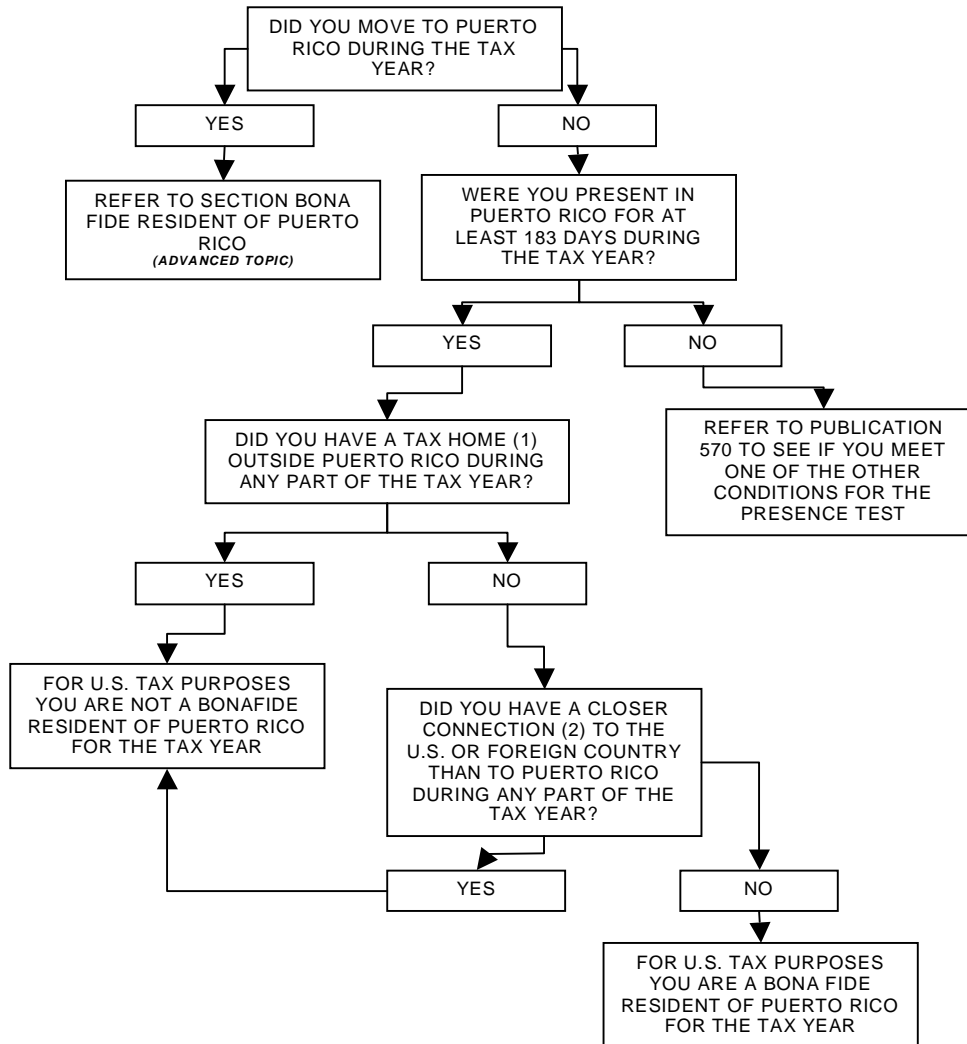 DID YOU MOVE TO PUERTO
RICO DURING THE TAX
YEAR?
YES
NO
REFER TO SECTION BONA
FIDE RESIDENT OF PUERTO
RICO
(ADVANCED TOPIC)
WERE YOU PRESENT IN
PUERTO RICO FOR AT
LEAST 183 DAYS DURING
THE TAX YEAR?
YES
NO
DID YOU HAVE A TAX HOME (1)
OUTSIDE PUERTO RICO DURING
ANY PART OF THE TAX YEAR?
REFER TO PUBLICATION
570 TO SEE IF YOU MEET
ONE OF THE OTHER
CONDITIONS FOR THE
PRESENCE TEST
YES
NO
FOR U.S. TAX PURPOSES
YOU ARE NOT A BONAFIDE
RESIDENT OF PUERTO RICO
FOR THE TAX YEAR
DID YOU HAVE A CLOSER
CONNECTION (2) TO THE
U.S. OR FOREIGN COUNTRY
THAN TO PUERTO RICO
DURING ANY PART OF THE
TAX YEAR?
YES
NO
FOR U.S. TAX PURPOSES
YOU ARE A BONA FIDE
RESIDENT OF PUERTO RICO
FOR THE TAX YEAR